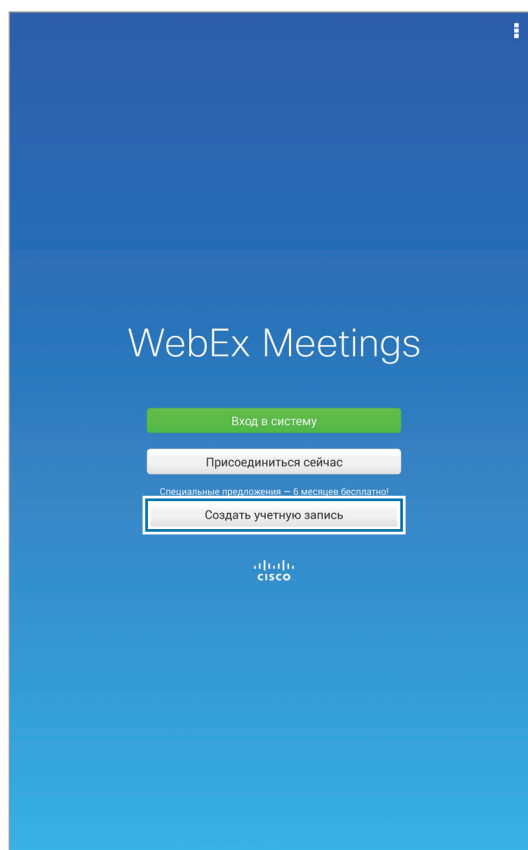 WebEx Meetings
Вход в систему
Присоединиться сейчас
Специальные предложения — 6 месяцев бесплатно!
Создать учетную запись
CISCO